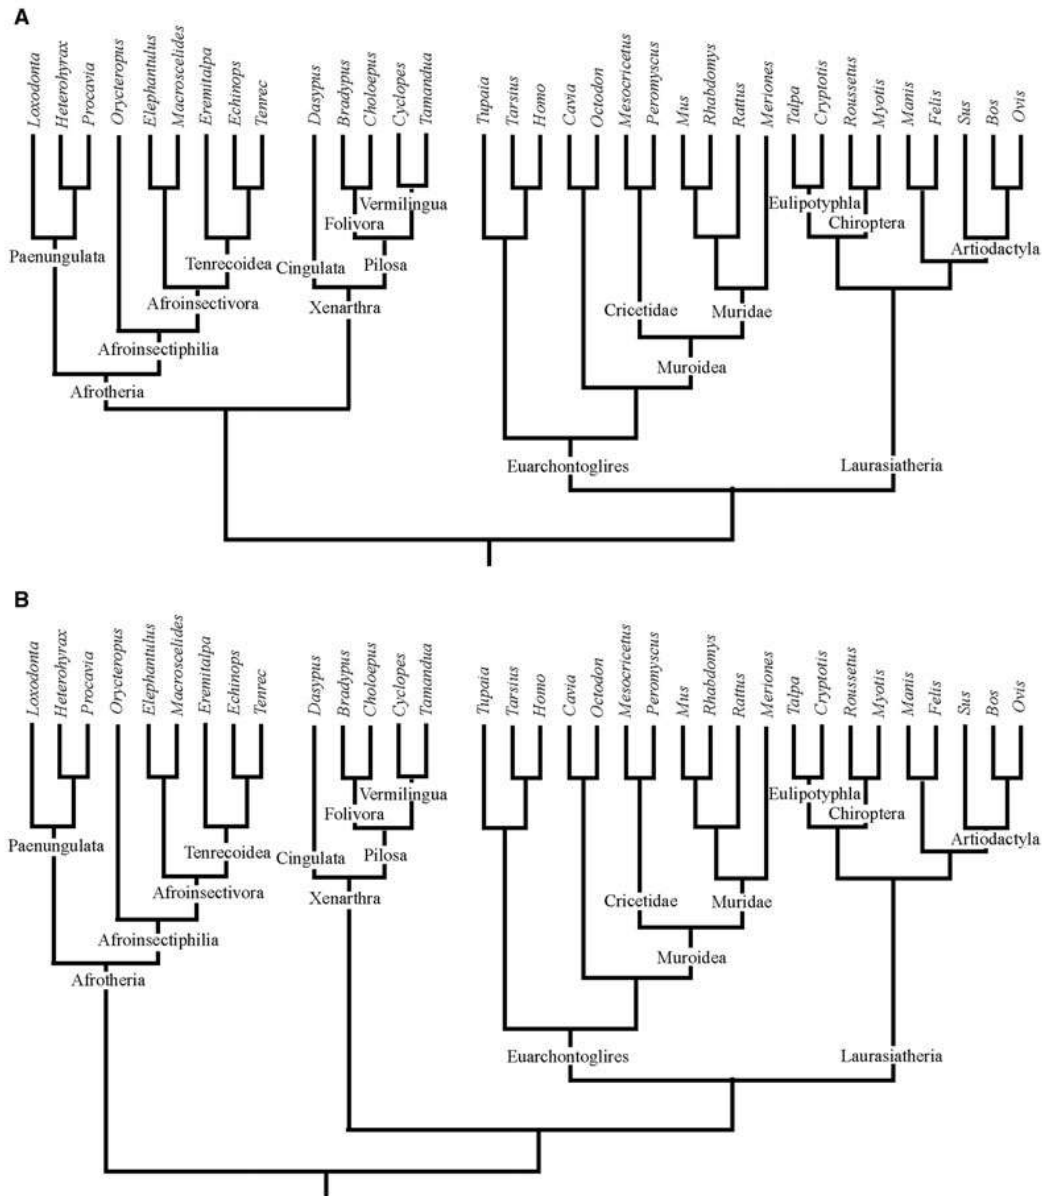 A
Loxodonta
Heterohyrax
Procavia
Orycteropus
Elephantulus
Macroscelides
Eremitalpa
Echinops
Tenrec
Dasypus
Bradypus
Choloepus
Cyclopes
Tamandua
Tupaia
Tarsius
Homo
Cavia
Octodon
Mesocricetus
Peromyscus
Mus
Rhabdomys
Rattus
Meriones
Talpa
Cryptotis
Roussetus
Myotis
Manis
Felis
Sus
Bos
Ovis
Vermilingua
Eulipotyphla
Folivora
Chiroptera
Paenungulata
Artiodactyla
Tenrecoidea
Cingulata
Pilosa
Afroinsectivora
Xenarthra
Cricetidae
Muridae
Afroinsectiphilia
Muroidea
Afrotheria
Euarchontoglires
Laurasiatheria
B
Loxodonta
Heterohyrax
Procavia
Orycteropus
Elephantulus
Macroscelides
Eremitalpa
Echinops
Tenrec
Dasypus
Bradypus
Choloepus
Cyclopes
Tamandua
Tupaia
Tarsius
Homo
Cavia
Octodon
Mesocricetus
Peromyscus
Mus
Rhabdomys
Rattus
Meriones
Talpa
Cryptotis
Roussetus
Myotis
Manis
Felis
Sus
Bos
Ovis
Vermilingua
Eulipotyphla
Folivora
Chiroptera
Paenungulata
Artiodactyla
Tenrecoidea
Cingulata
Pilosa
Afroinsectivora
Xenarthra
Cricetidae
Muridae
Afroinsectiphilia
Muroidea
Afrotheria
Euarchontoglires
Laurasiatheria